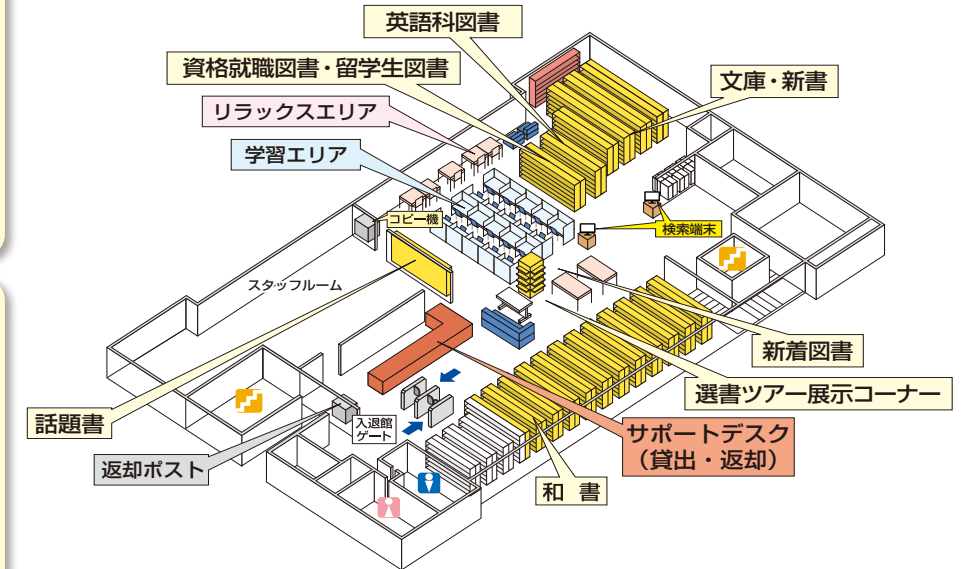 英語科図書
資格就職図書・留学生図書
文庫・新書
リラックスエリア
学習エリア
コピー機
検索端末
スタッフルーム
新着図書
選書ツアー展示コーナー
話題書
入退館
ゲート
サポートデスク
（貸出・返却）
返却ポスト
和 書